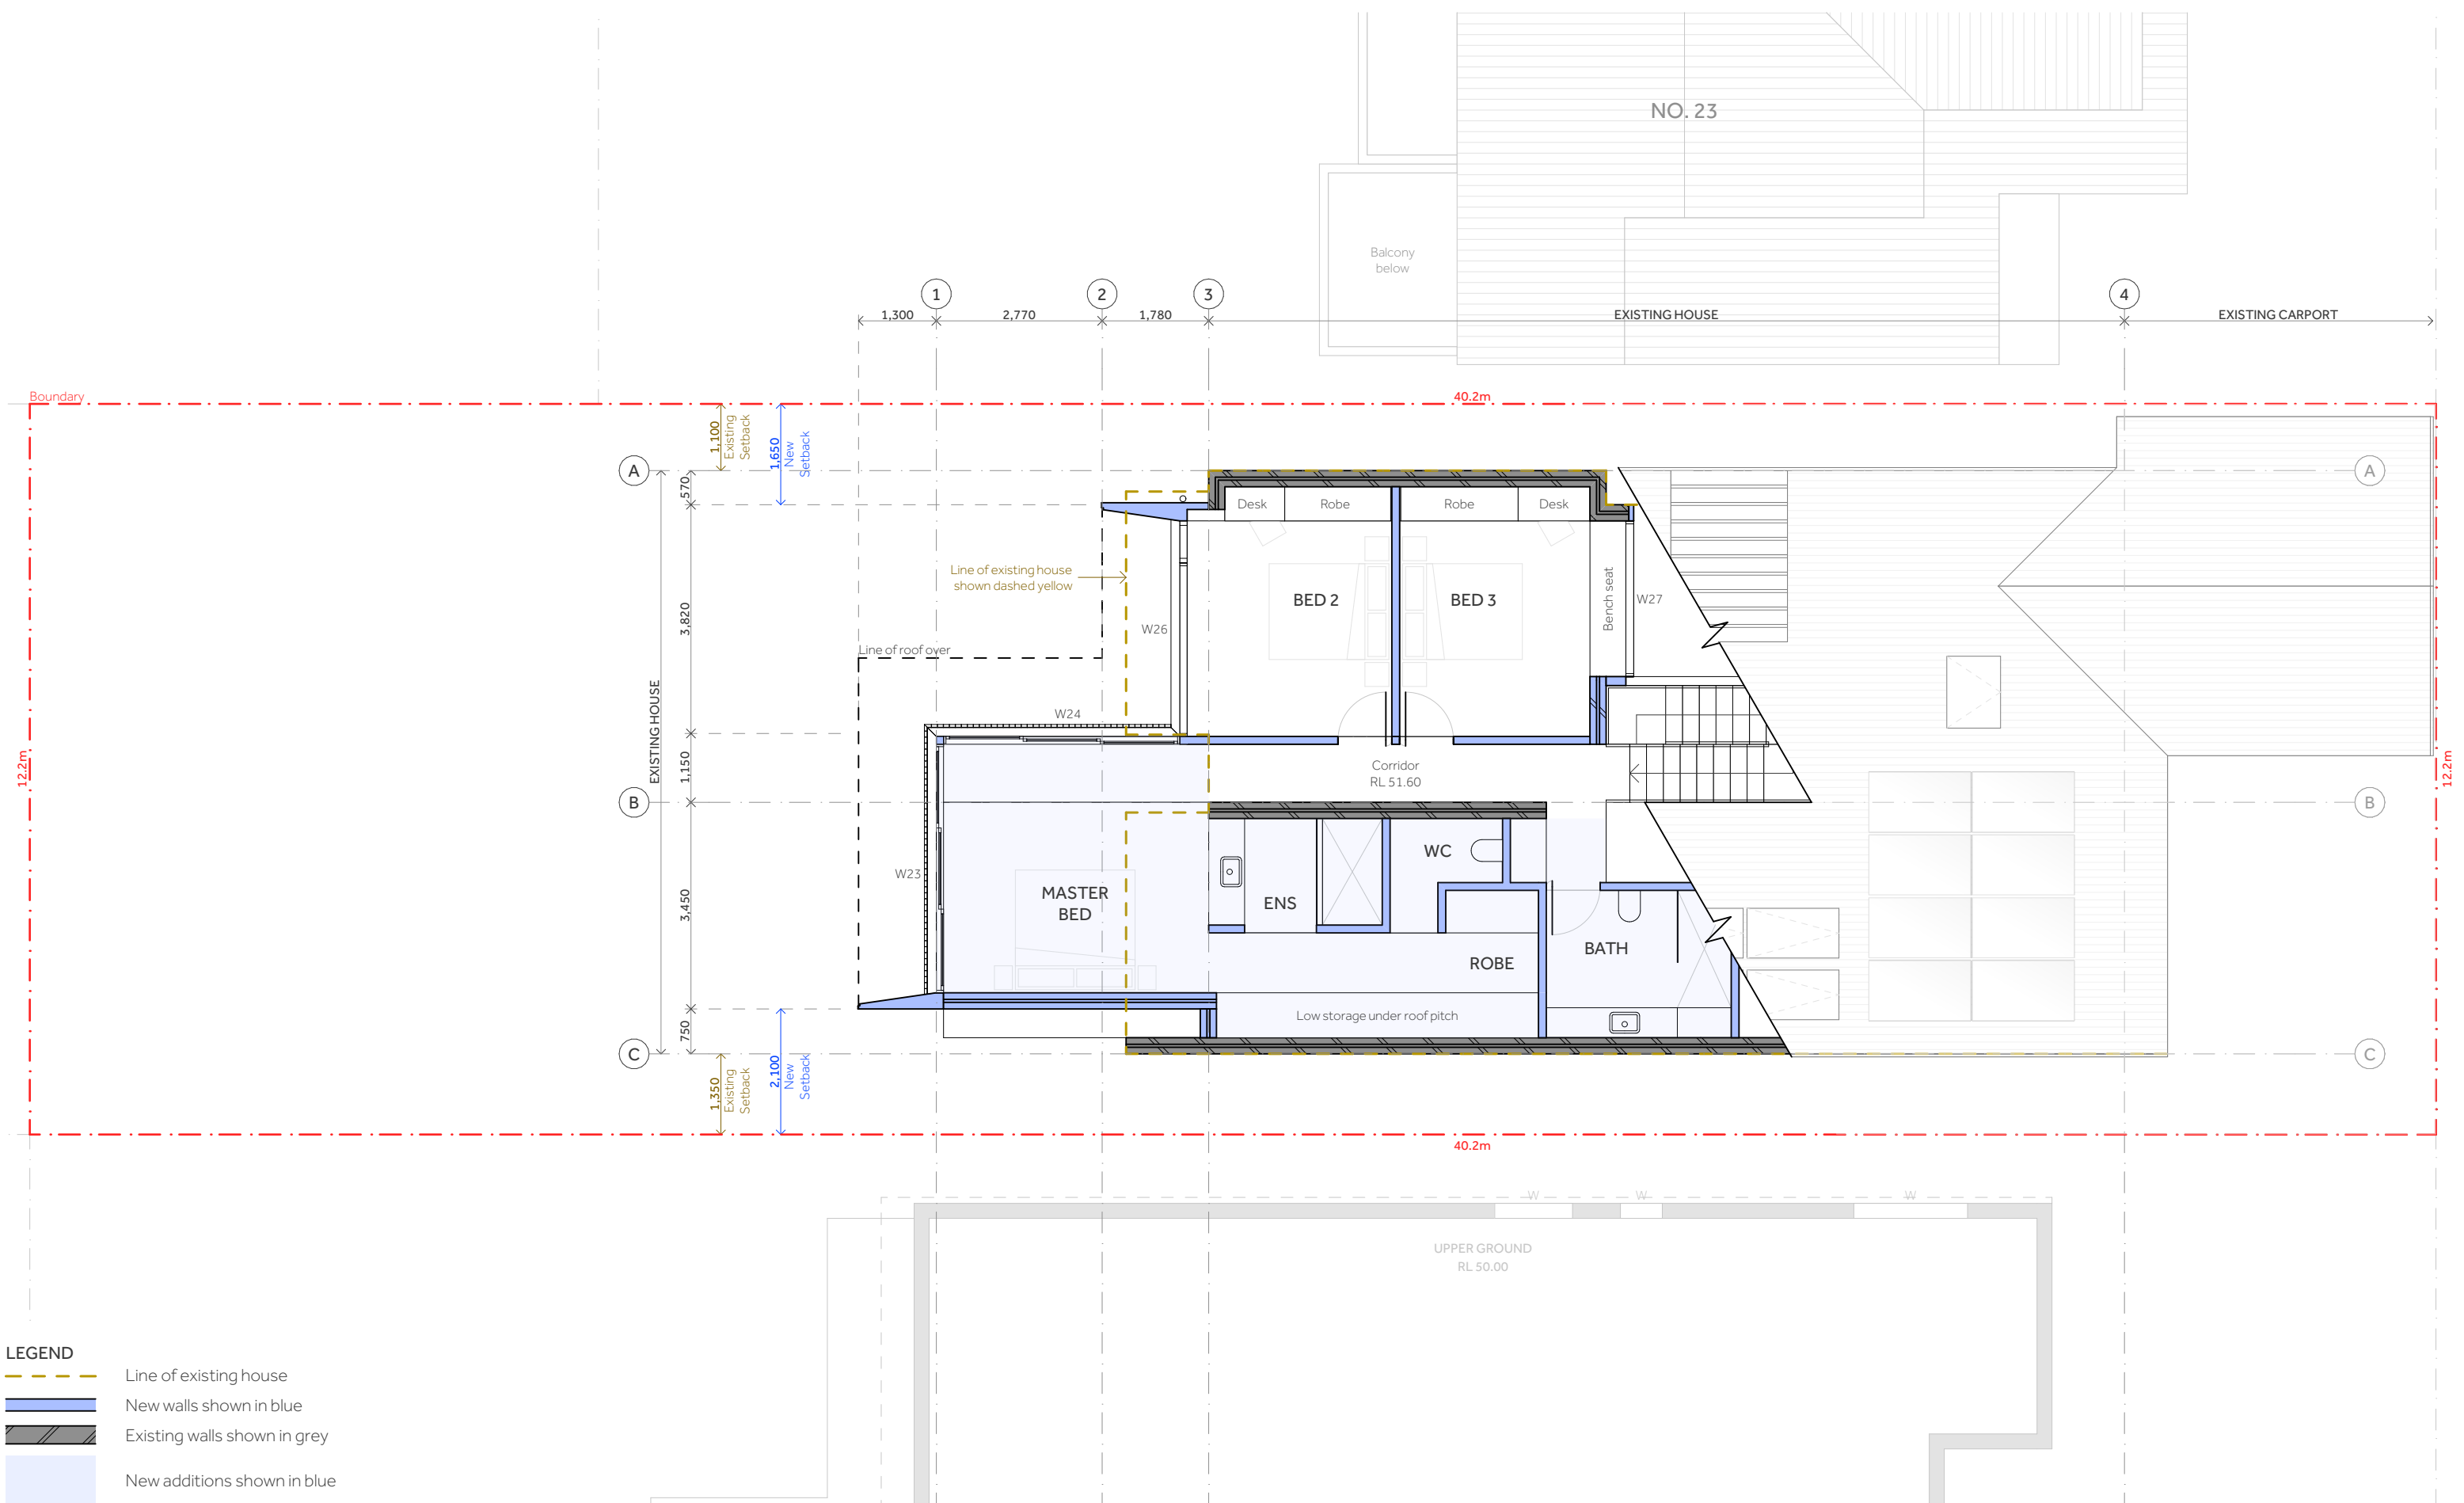 NO. 23
Balcony
below
1
2
3
4
1,300
2,770
1,780
EXISTING HOUSE
EXISTING CARPORT
Boundary
40.2m
1,100
Existing
Setback
1,650
New
Setback
A
A
570
Desk
Robe
Robe
Desk
Line of existing house
shown dashed yellow
BED 2
BED 3
Bench seat
W27
W26
3,820
Line of roof over
EXISTING HOUSE
W24
12.2m
12.2m
1,150
Corridor
RL 51.60
B
B
WC
W23
MASTER
BED
ENS
3,450
BATH
ROBE
Low storage under roof pitch
750
C
C
1,350
Existing
Setback
2,100
New
Setback
40.2m
W
W
W
UPPER GROUND
RL 50.00
LEGEND
Line of existing house
New walls shown in blue
Existing walls shown in grey
New additions shown in blue